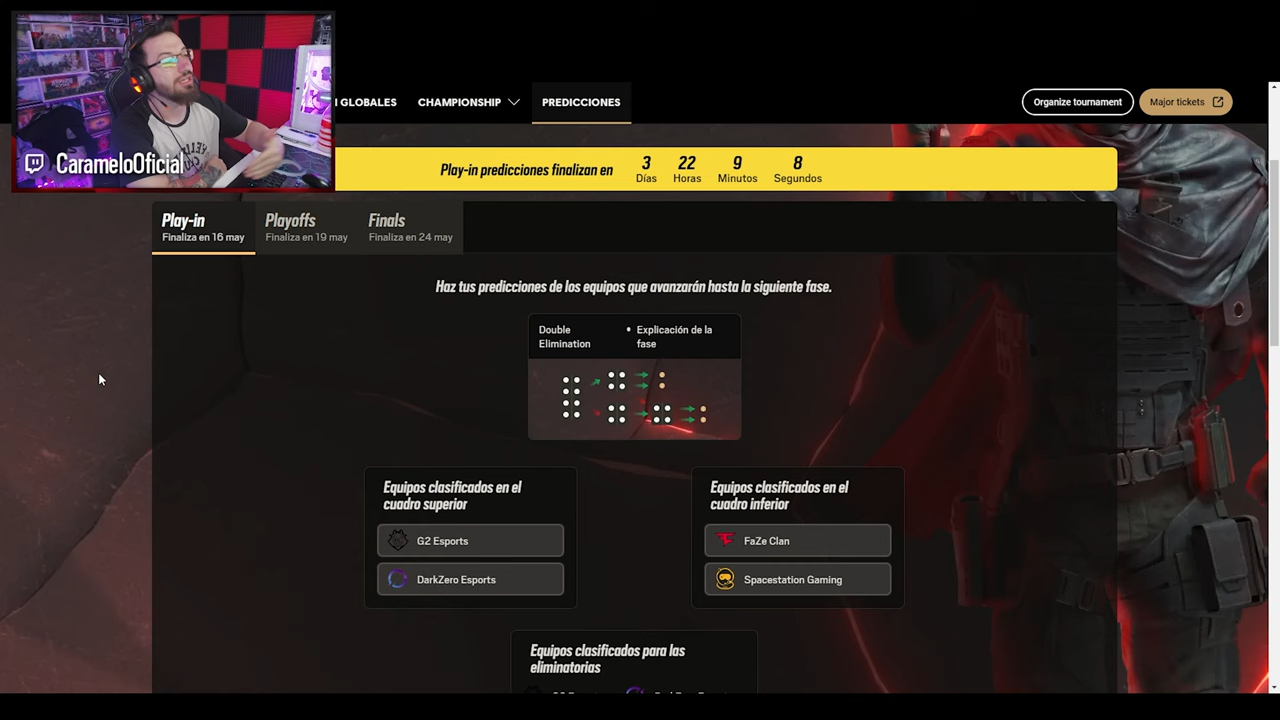 I GLOBALES
CHAMPIONSHIP
PREDICCIONES
Organize tournament
Major tickets
CarameloOficial
Play-in predicciones finalizan en
3
22
9
8
Días
Horas
Minutos
Segundos
Play-in
Finaliza en 16 may
Playoffs
Finaliza en 19 may
Finals
Finaliza en 24 may
Haz tus predicciones de los equipos que avanzarán hasta la siguiente fase.
Double
Elimination
• Explicación de la
fase
Equipos clasificados en el
cuadro superior
G2 Esports
DarkZero Esports
Equipos clasificados en el
cuadro inferior
FaZe Clan
Spacestation Gaming
Equipos clasificados para las
eliminatorias